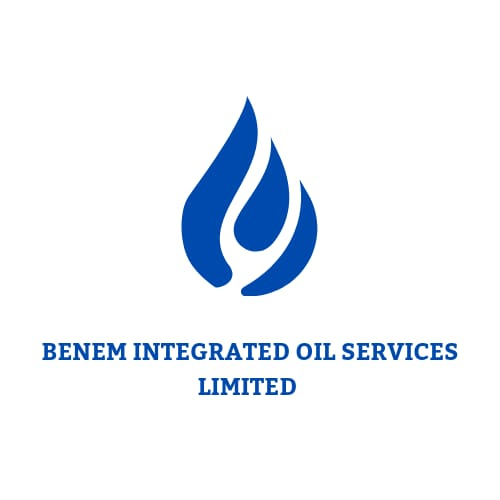 BENEM INTEGRATED OIL SERVICES
LIMITED